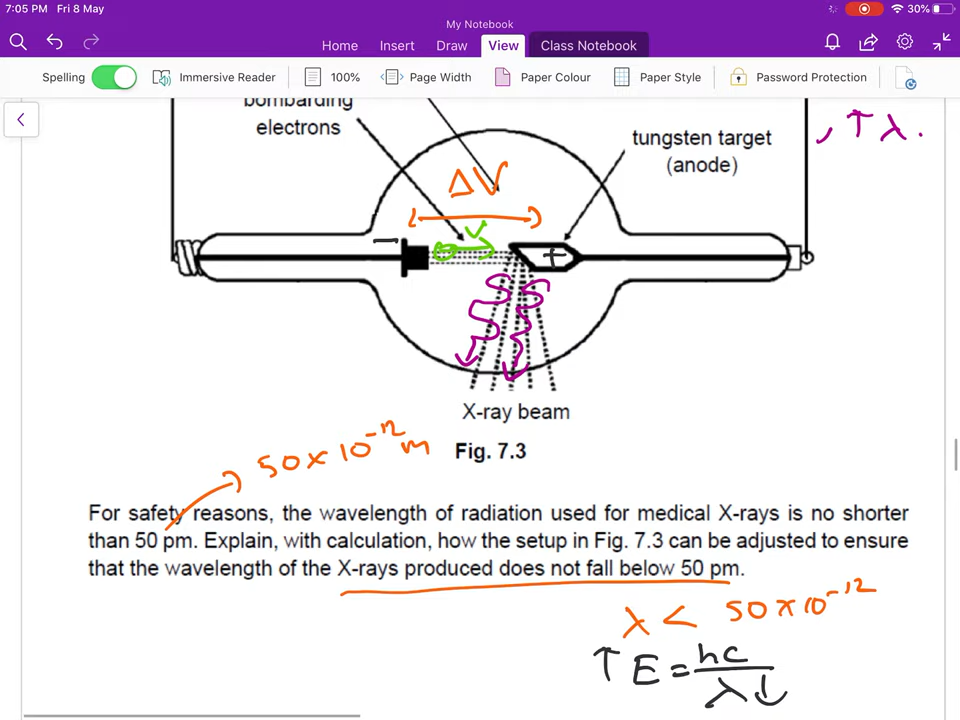 7:05 PM Fri 8 May
30%
My Notebook
Home Insert Draw View Class Notebook
Spelling Immersive Reader 100% Page Width Paper Colour Paper Style Password Protection
bombarding
electrons
tungsten target
(anode)
, ↑ λ.
ΔV
v
− +
X-ray beam
50 × 10⁻¹² m
Fig. 7.3
For safety reasons, the wavelength of radiation used for medical X-rays is no shorter
than 50 pm. Explain, with calculation, how the setup in Fig. 7.3 can be adjusted to ensure
that the wavelength of the X-rays produced does not fall below 50 pm.
λ < 50 × 10⁻¹²
↑ E = hc
λ ↓